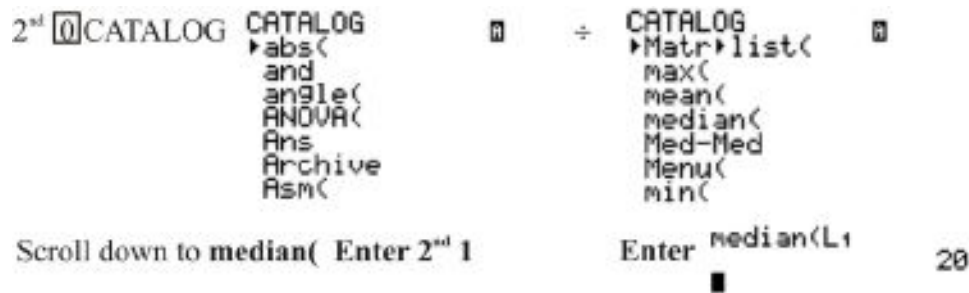 2nd 0 CATALOG CATALOG A ÷ CATALOG A
▸abs( ▸Matr▸list(
and max(
angle( mean(
ANOVA( median(
Ans Med-Med
Archive Menu(
Asm( min(
Scroll down to median( Enter 2nd 1 Enter median(L1
20